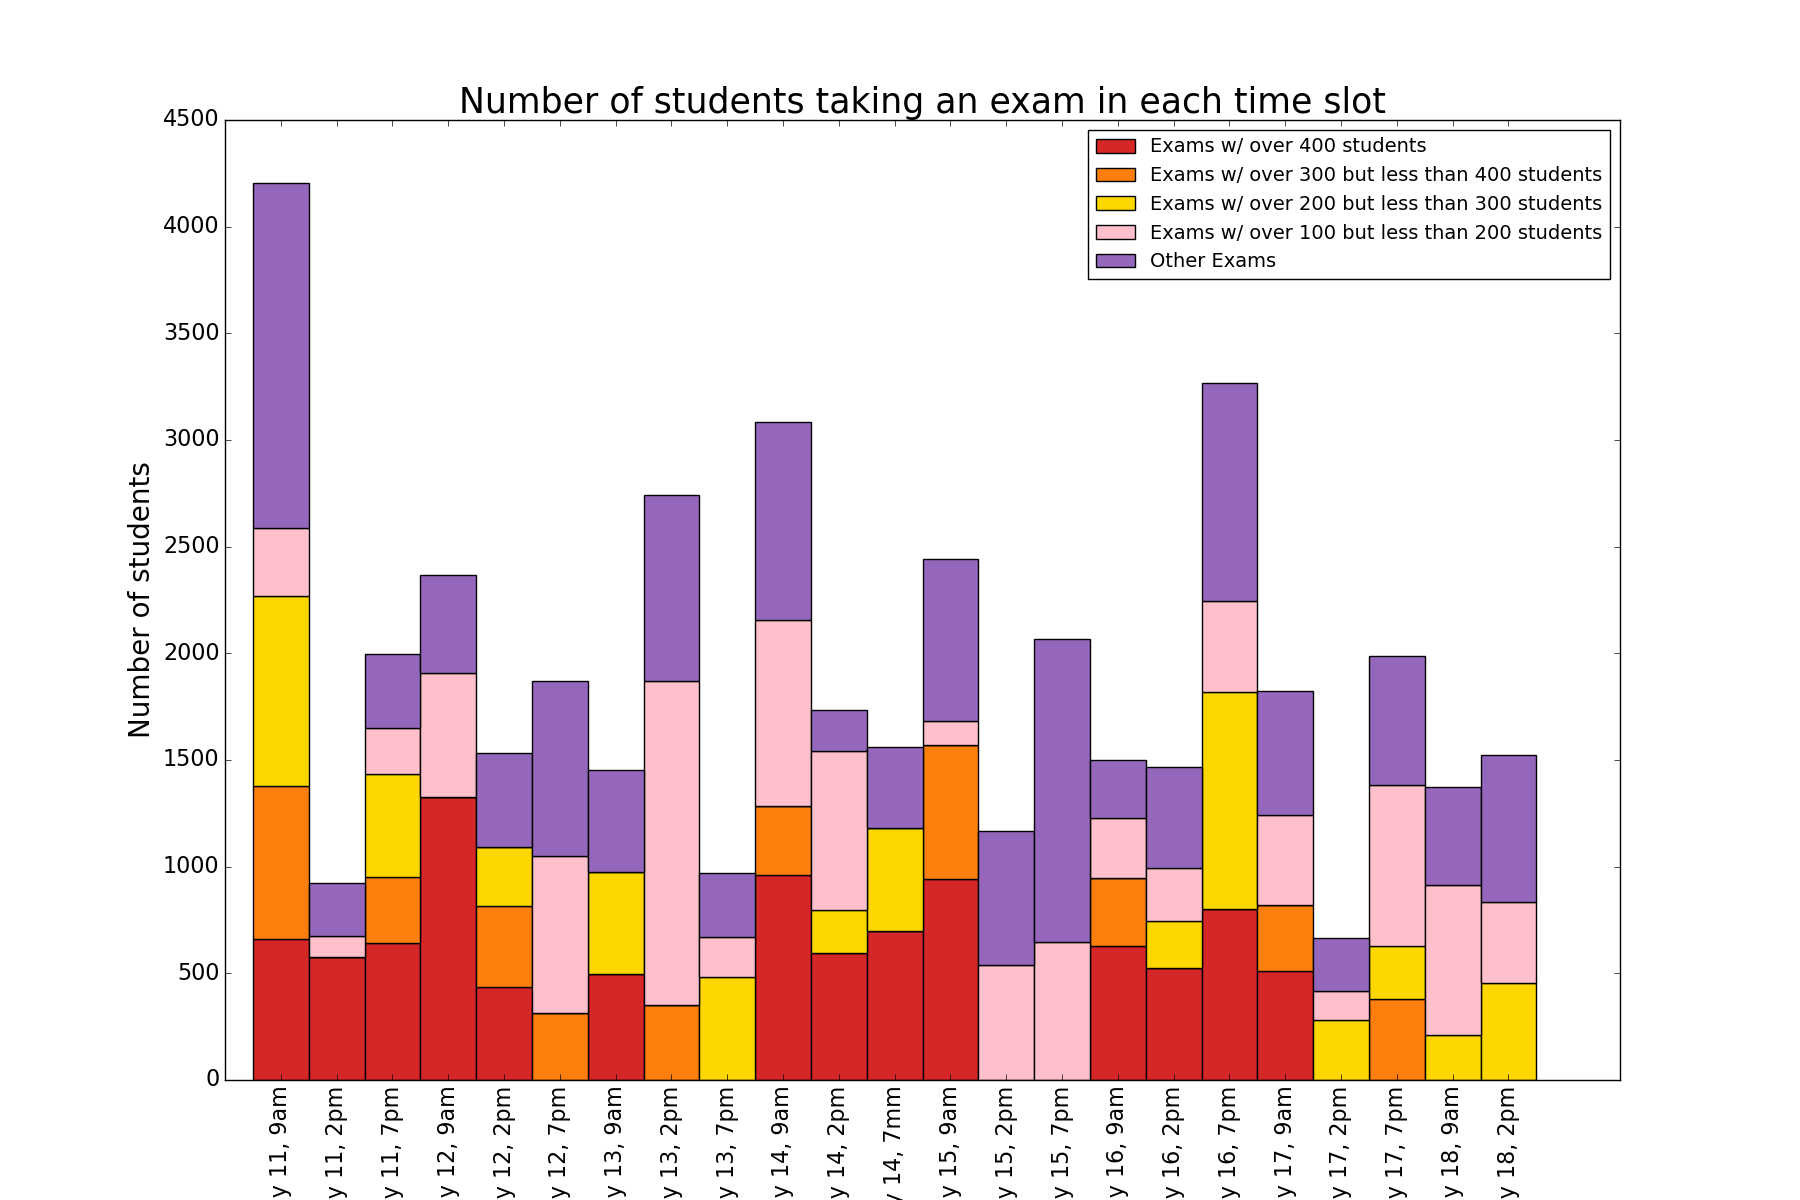 Number of students taking an exam in each time slot
Exams w/ over 400 students
Exams w/ over 300 but less than 400 students
Exams w/ over 200 but less than 300 students
Exams w/ over 100 but less than 200 students
Other Exams
Number of students
4500
4000
3500
3000
2500
2000
1500
1000
500
0
y 11, 9am
y 11, 2pm
y 11, 7pm
y 12, 9am
y 12, 2pm
y 12, 7pm
y 13, 9am
y 13, 2pm
y 13, 7pm
y 14, 9am
y 14, 2pm
y 14, 7mm
y 15, 9am
y 15, 2pm
y 15, 7pm
y 16, 9am
y 16, 2pm
y 16, 7pm
y 17, 9am
y 17, 2pm
y 17, 7pm
y 18, 9am
y 18, 2pm